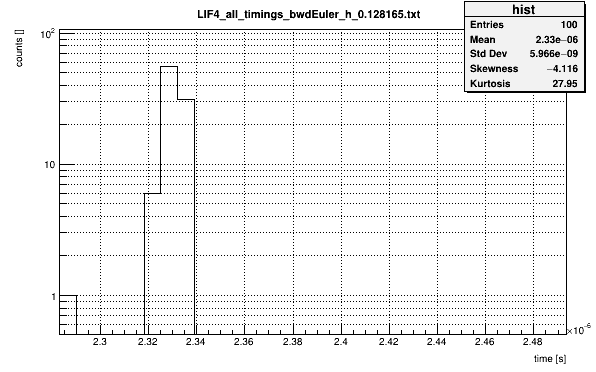 LIF4_all_timings_bwdEuler_h_0.128165.txt
hist
Entries 100
Mean 2.33e−06
Std Dev 5.966e−09
Skewness −4.116
Kurtosis 27.95
counts []
10²
10
1
2.3 2.32 2.34 2.36 2.38 2.4 2.42 2.44 2.46 2.48
×10⁻⁶
time [s]